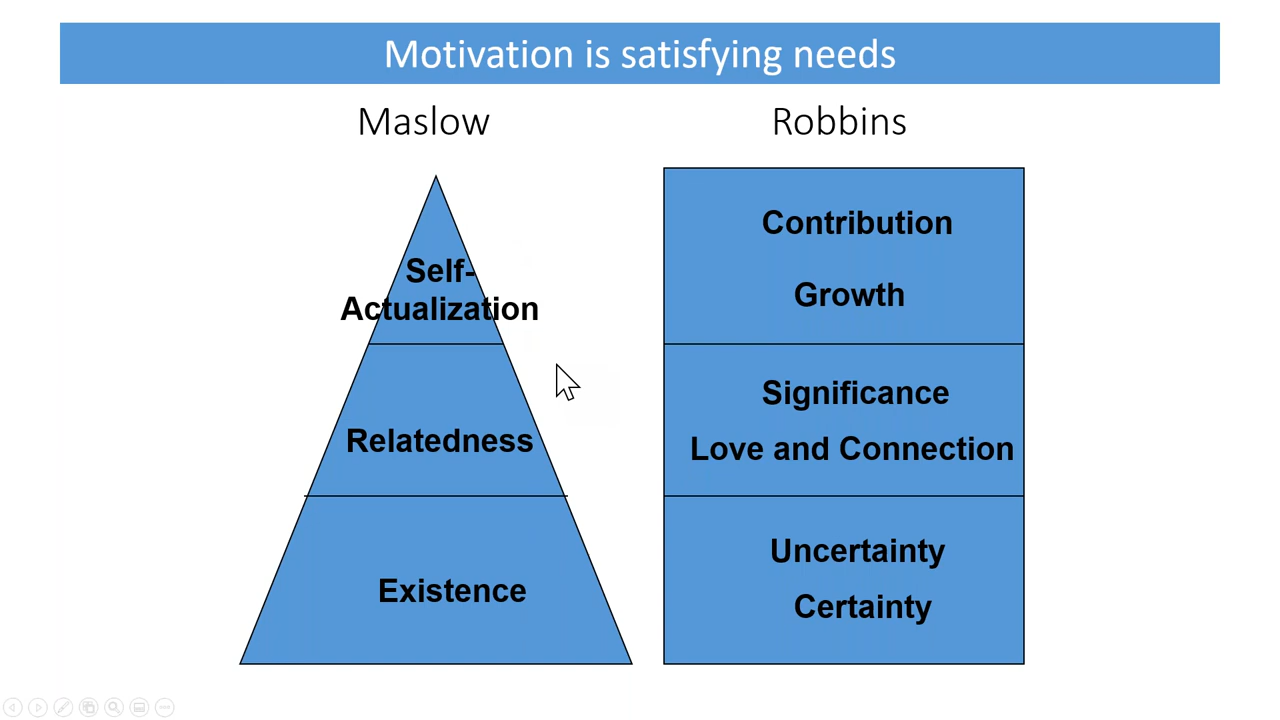 Motivation is satisfying needs
Maslow
Self-
Actualization
Relatedness
Existence
Robbins
Contribution
Growth
Significance
Love and Connection
Uncertainty
Certainty